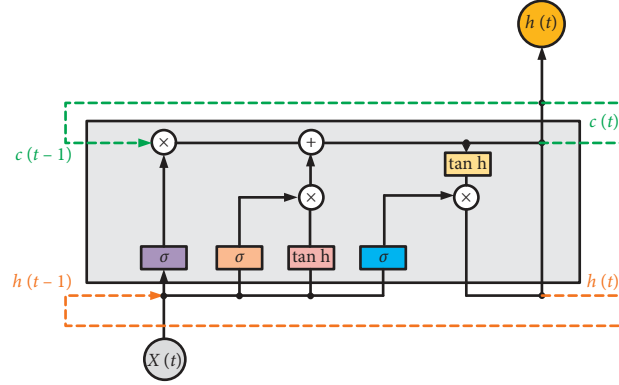 h (t)
c (t)
× +
c (t – 1)
tan h
× ×
σ σ tan h σ
h (t – 1) h (t)
X (t)